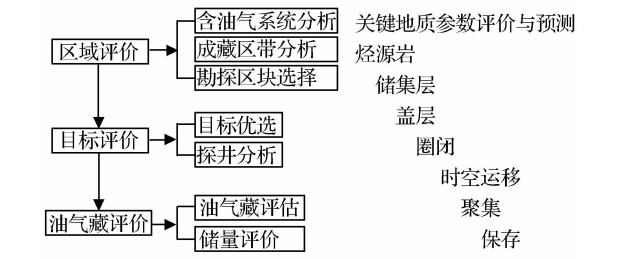 含油气系统分析
区域评价
成藏区带分析
勘探区块选择
目标评价
目标优选
探井分析
油气藏评价
油气藏评估
储量评价
关键地质参数评价与预测
烃源岩
储集层
盖层
圈闭
时空运移
聚集
保存